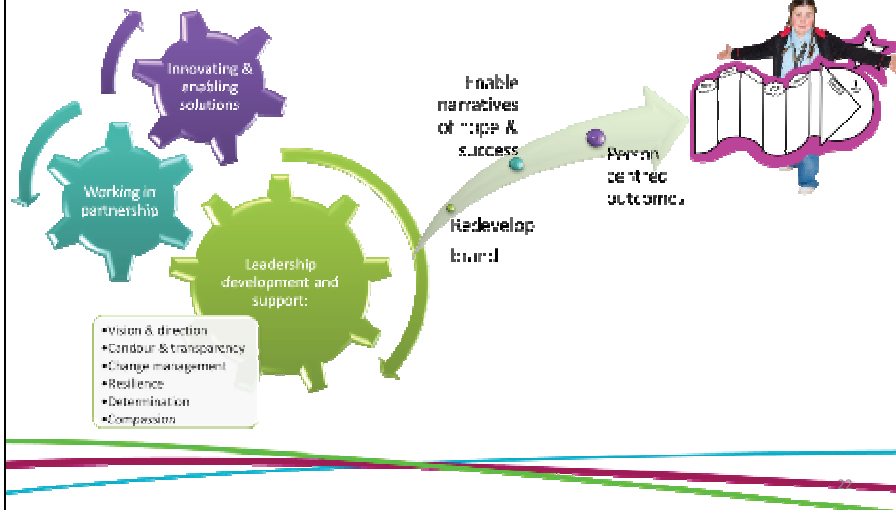 Innovating &
enabling
solutions
Working in
partnership
Leadership
development and
support:
•Vision & direction
•Candour & transparency
•Change management
•Resilience
•Determination
•Compassion
Enable
narratives
of hope &
success
Redevelop
brand
Person
centred
outcomes